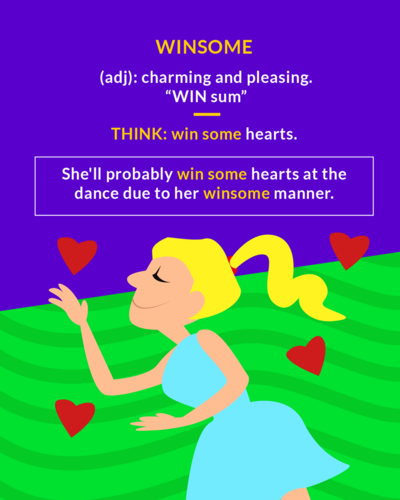 WINSOME
(adj): charming and pleasing.
“WIN sum”
THINK: win some hearts.
She'll probably win some hearts at the
dance due to her winsome manner.